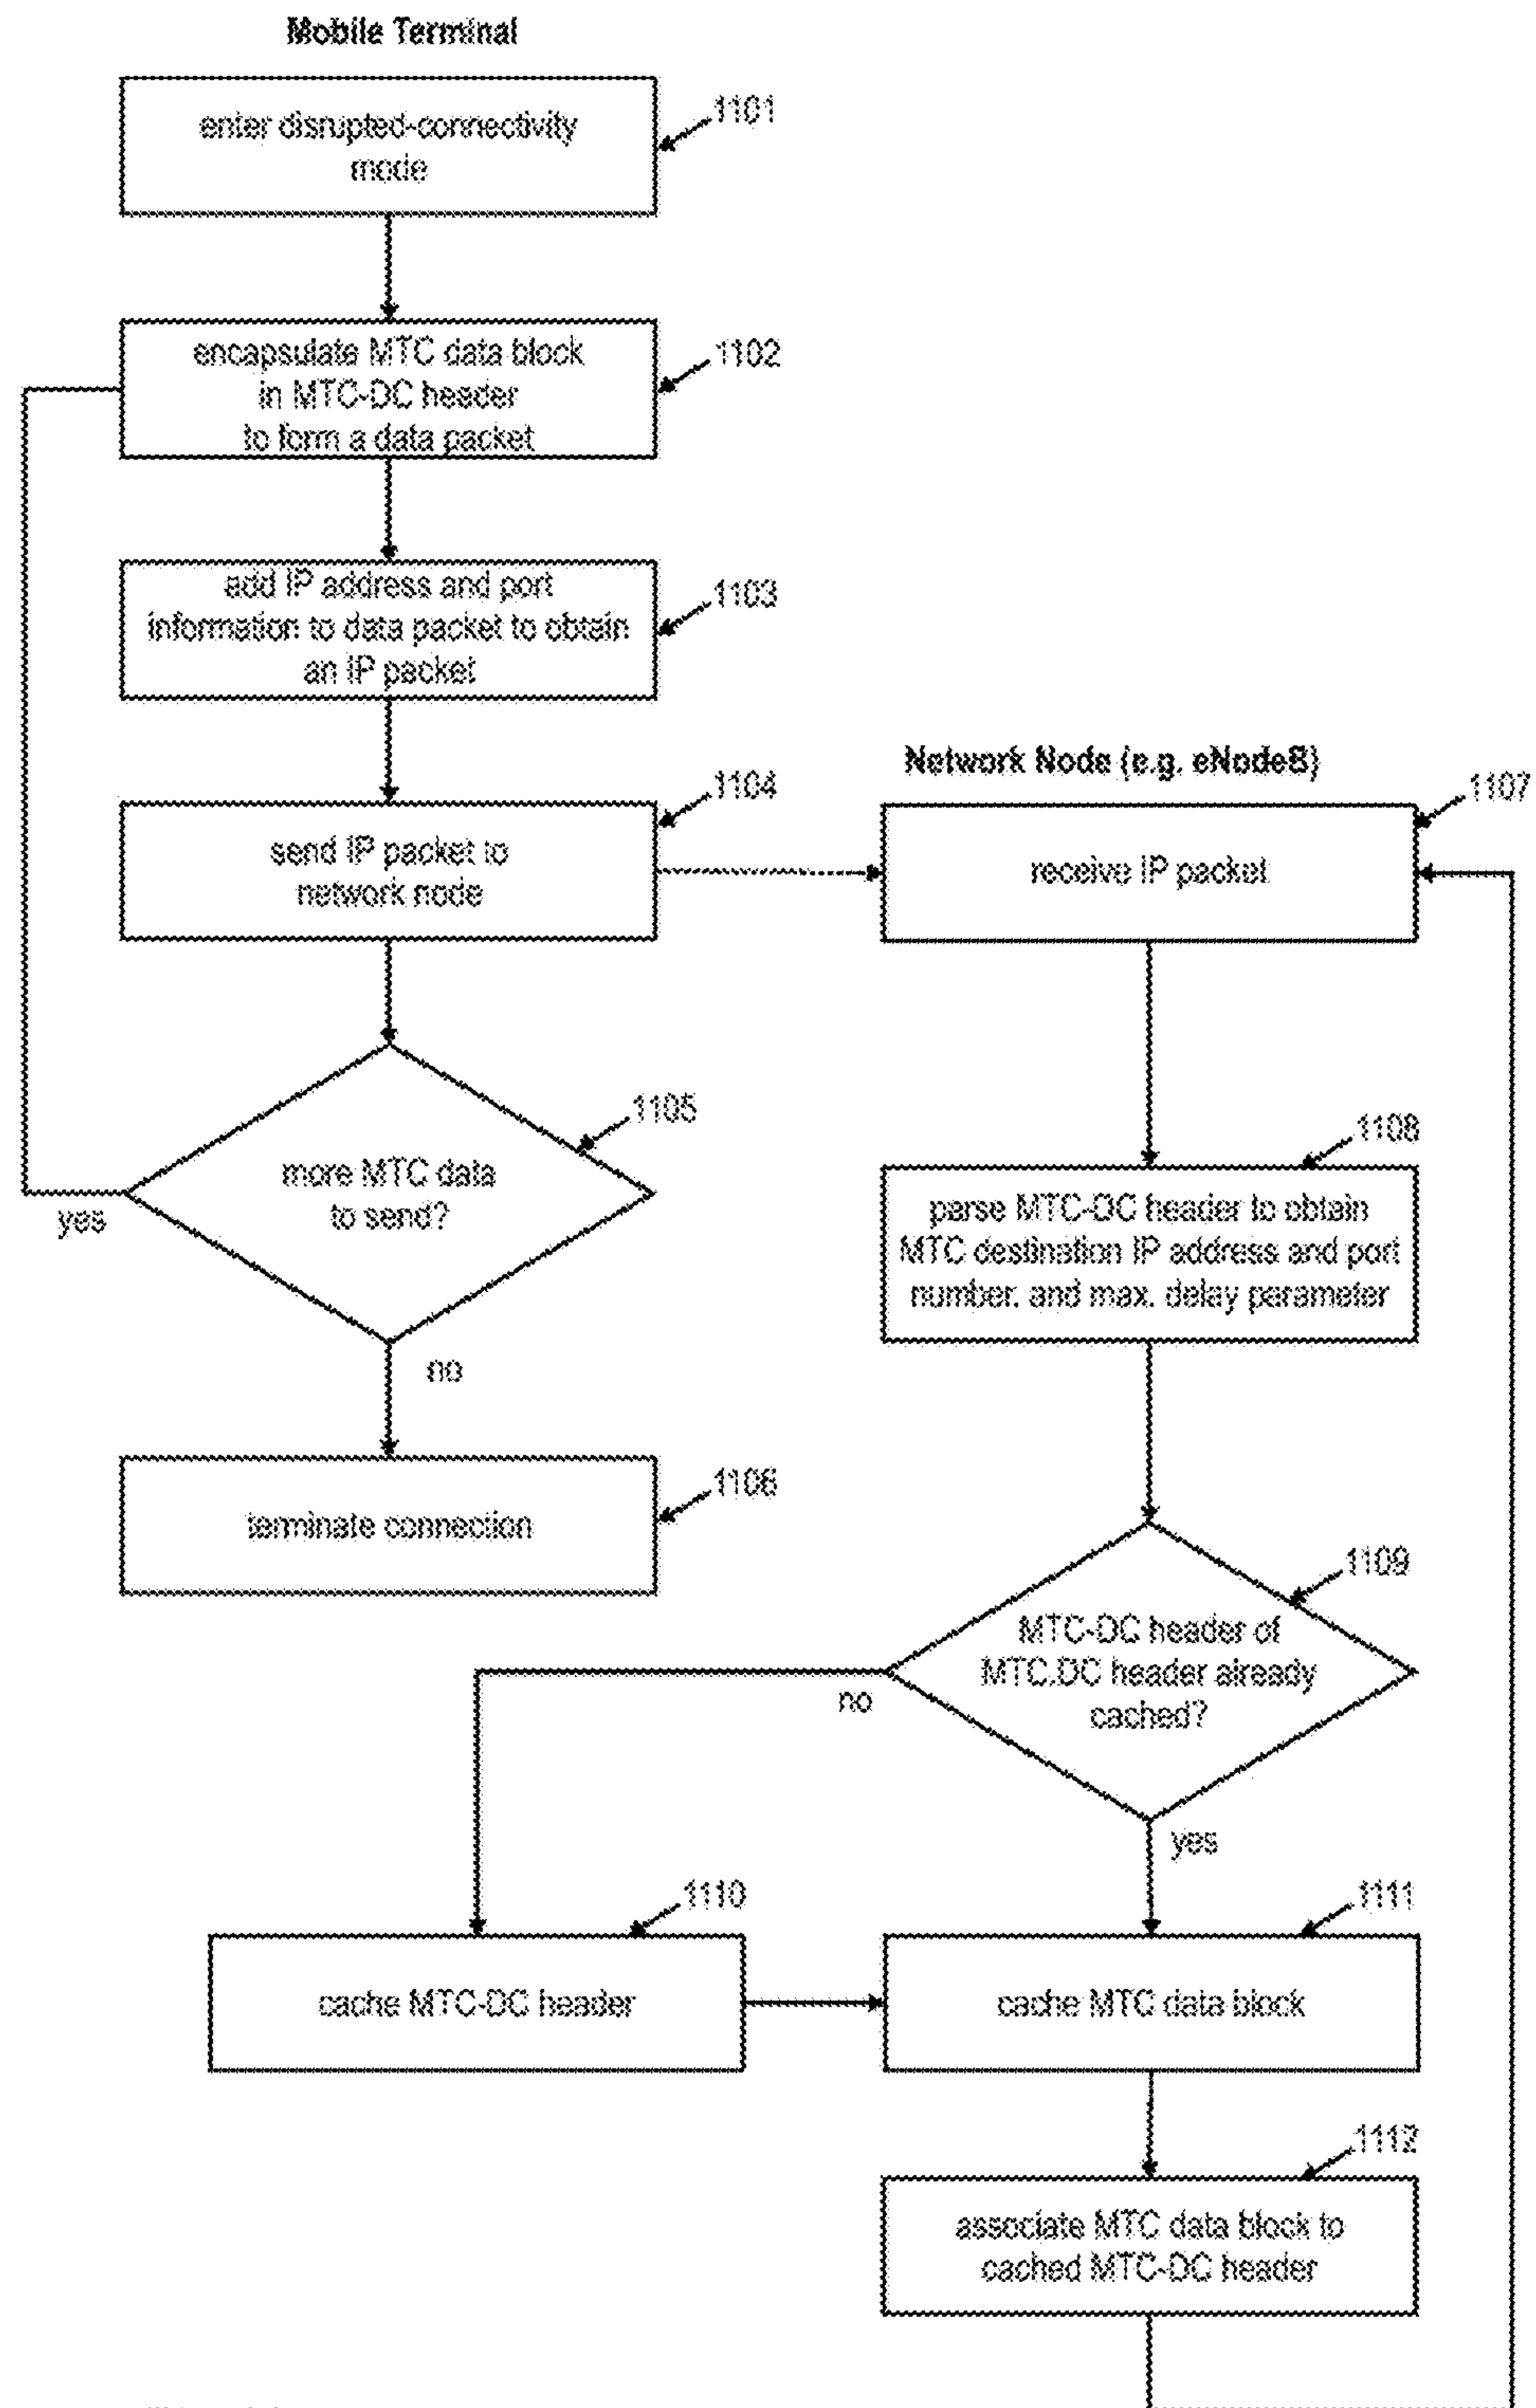 Mobile Terminal
enter disrupted-connectivity
mode
1101
encapsulate MTC data block
in MTC-DC header
to form a data packet
1102
add IP address and port
information to data packet to obtain
an IP packet
1103
send IP packet to
network node
1104
more MTC data
to send?
1105
yes
no
terminate connection
1106
Network Node (e.g. eNodeB)
receive IP packet
1107
parse MTC-DC header to obtain
MTC destination IP address and port
number. and max. delay parameter
1108
MTC-DC header of
MTC.DC header already
cached?
1109
no
yes
cache MTC-DC header
1110
cache MTC data block
1111
associate MTC data block to
cached MTC-DC header
1112